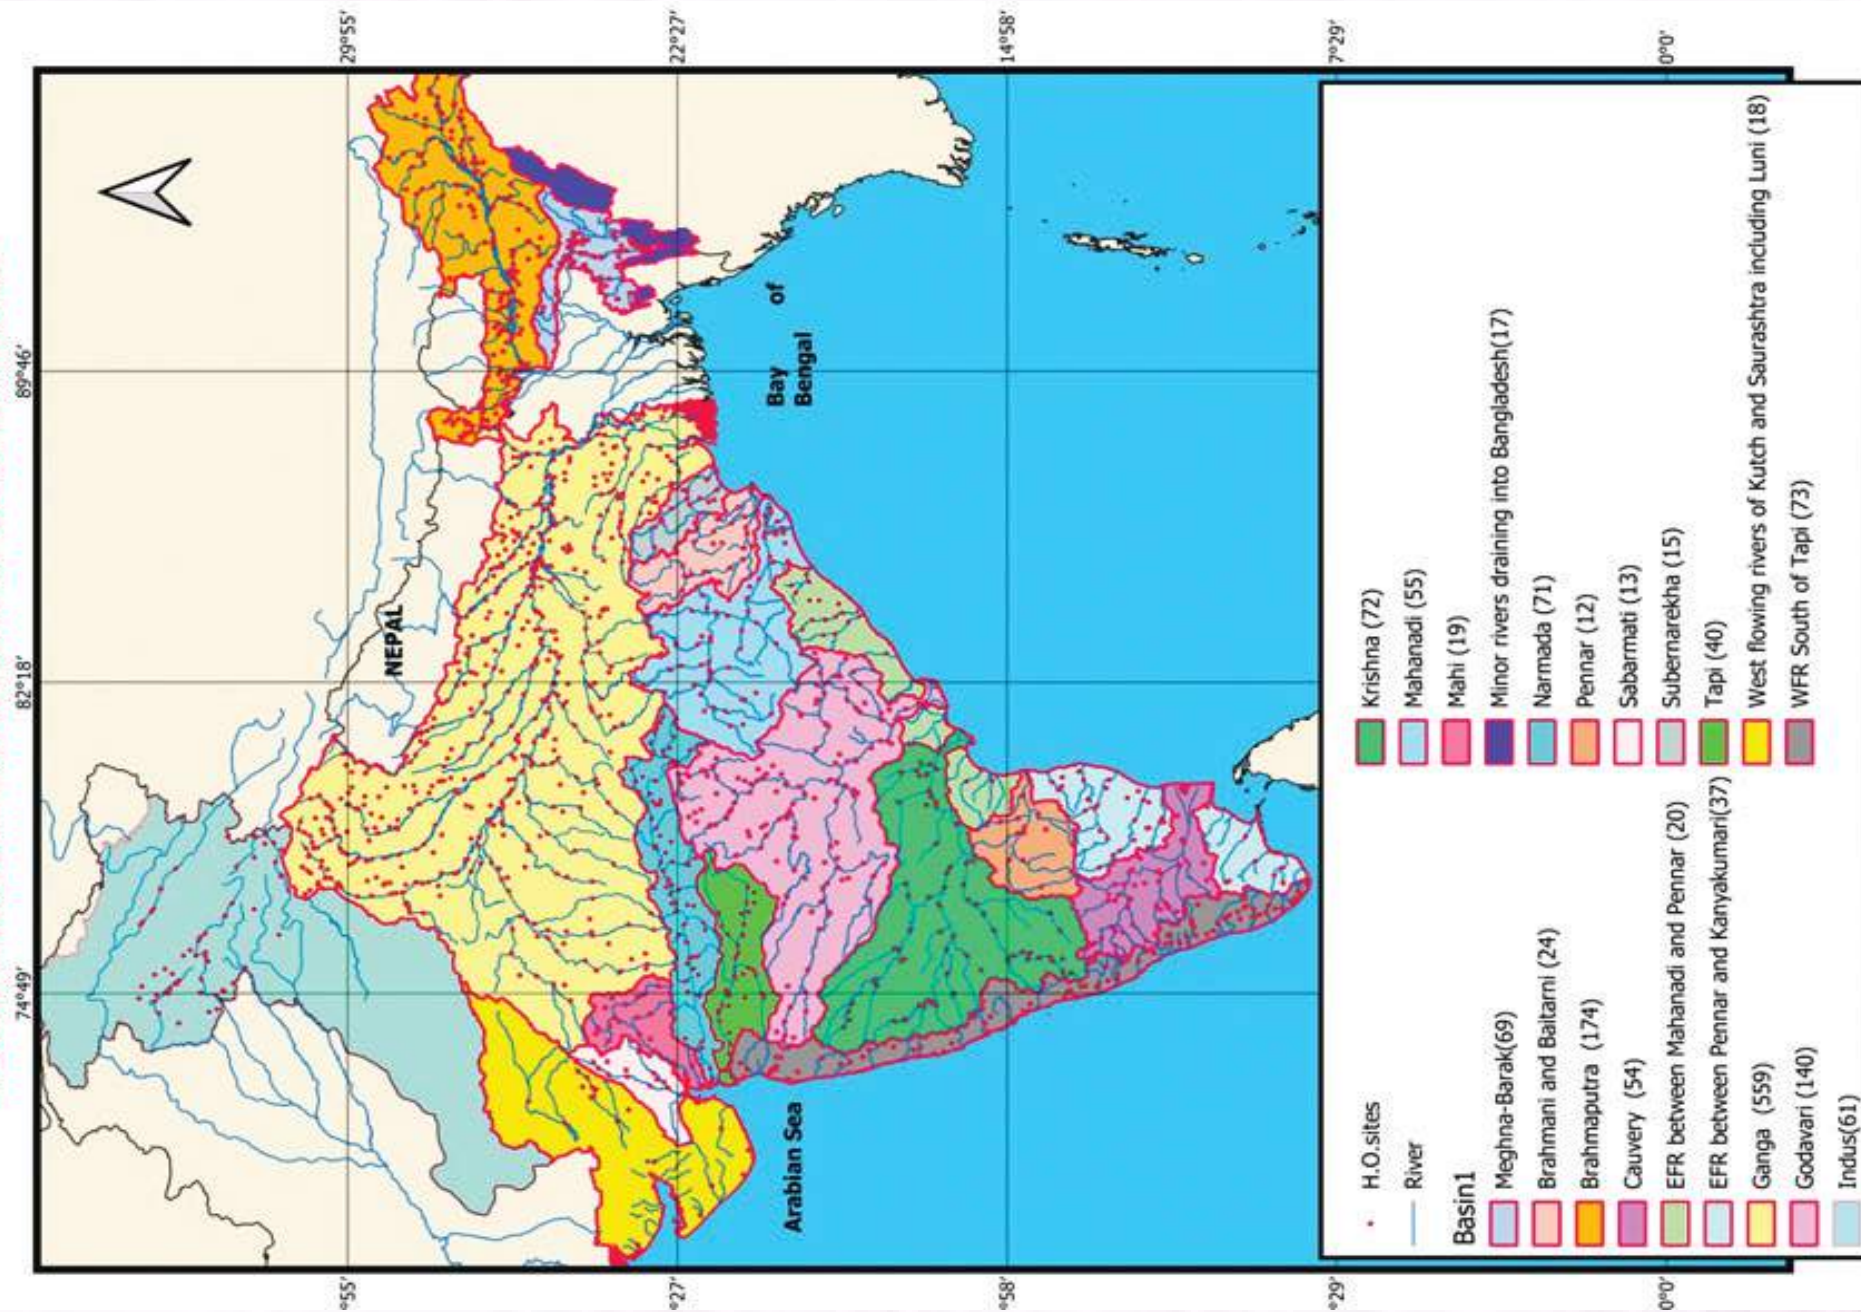 74°49'
82°18'
89°46'
29°55'
22°27'
14°58'
7°29'
0°0'
°55'
°27'
°58'
°29'
0°0'
NEPAL
Arabian Sea
Bay of
Bengal
H.O.sites
River
Basin1
Meghna-Barak(69)
Brahmani and Baitarni (24)
Brahmaputra (174)
Cauvery (54)
EFR between Mahanadi and Pennar (20)
EFR between Pennar and Kanyakumari(37)
Ganga (559)
Godavari (140)
Indus(61)
Krishna (72)
Mahanadi (55)
Mahi (19)
Minor rivers draining into Bangladesh(17)
Narmada (71)
Pennar (12)
Sabarmati (13)
Subernarekha (15)
Tapi (40)
West flowing rivers of Kutch and Saurashtra including Luni (18)
WFR South of Tapi (73)